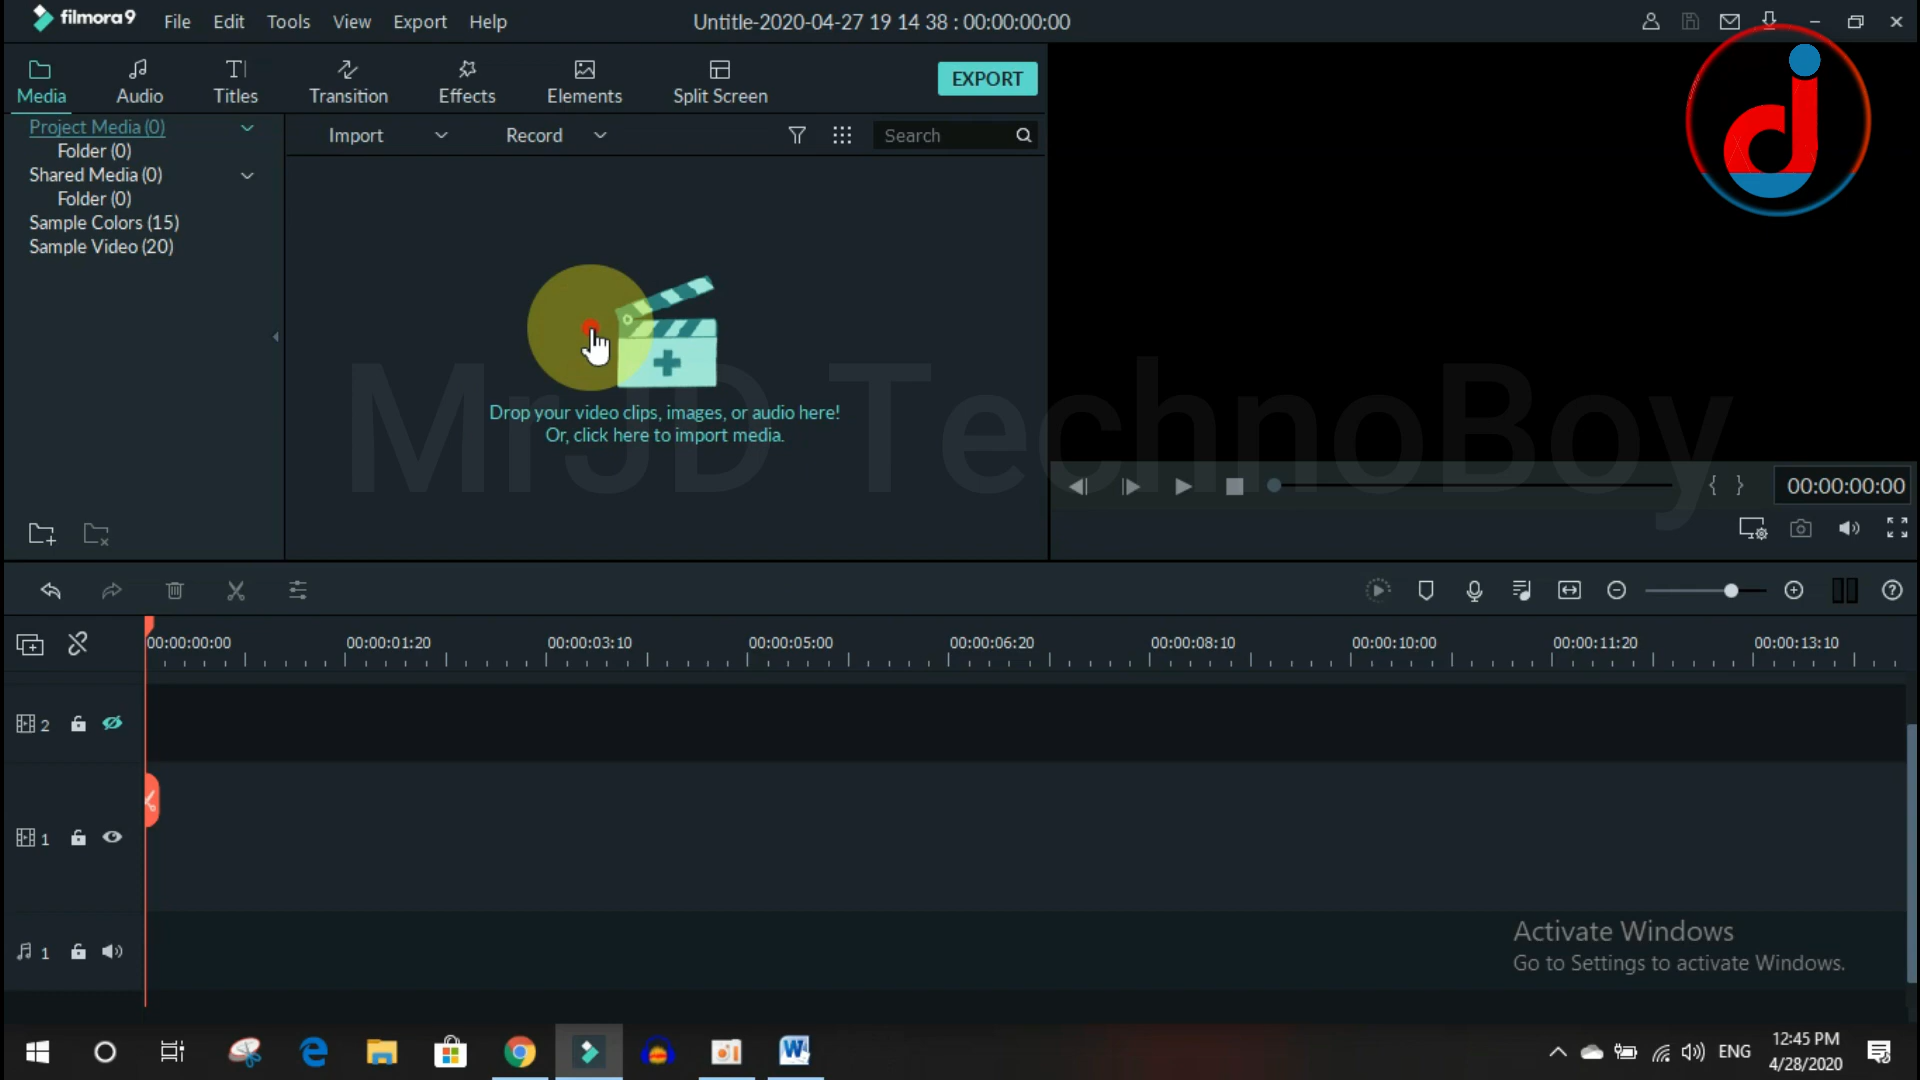 filmora9 File Edit Tools View Export Help Untitle-2020-04-27 19 14 38 : 00:00:00:00
Media Audio Titles Transition Effects Elements Split Screen EXPORT
Project Media (0)
Folder (0)
Shared Media (0)
Folder (0)
Sample Colors (15)
Sample Video (20)
Import Record Search
Drop your video clips, images, or audio here!
Or, click here to import media.
MrJD TechnoBoy
{ } 00:00:00:00
00:00:00:00 00:00:01:20 00:00:03:10 00:00:05:00 00:00:06:20 00:00:08:10 00:00:10:00 00:00:11:20 00:00:13:10
2
1
1
Activate Windows
Go to Settings to activate Windows.
ENG
12:45 PM
4/28/2020